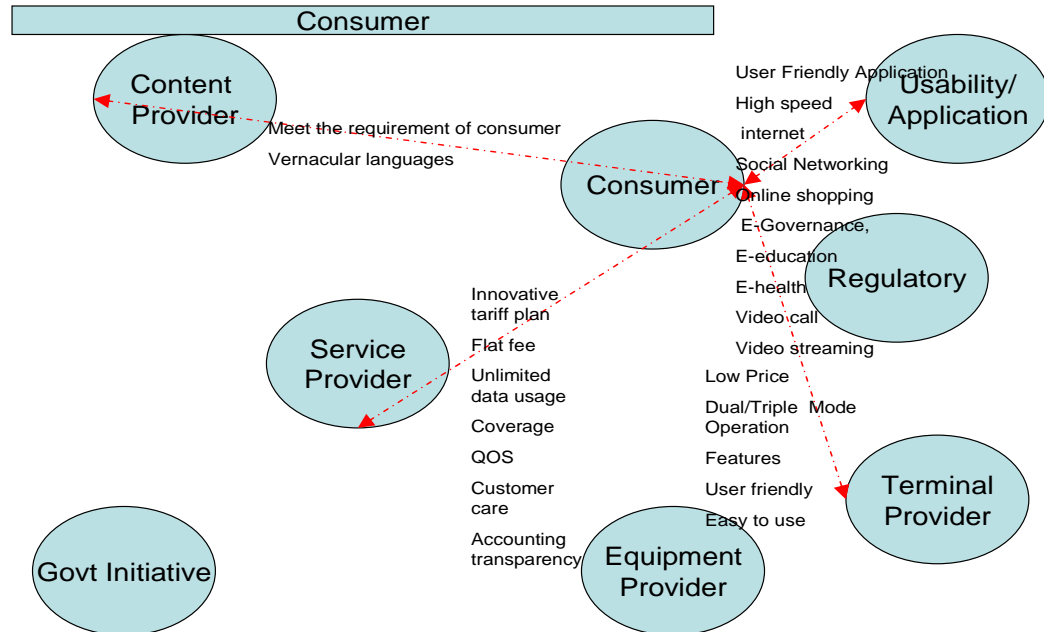 Consumer
Content
Provider
Meet the requirement of consumer
Vernacular languages
Consumer
User Friendly Application
High speed
internet
Social Networking
Online shopping
E-Governance,
E-education
E-health
Video call
Video streaming
Usability/
Application
Regulatory
Service
Provider
Innovative
tariff plan
Flat fee
Unlimited
data usage
Coverage
QOS
Customer
care
Accounting
transparency
Low Price
Dual/Triple Mode
Operation
Features
User friendly
Easy to use
Terminal
Provider
Govt Initiative
Equipment
Provider